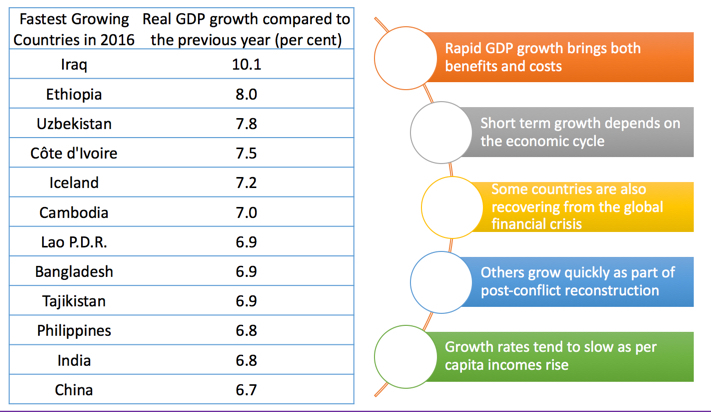 Fastest Growing Real GDP growth compared to
Countries in 2016 the previous year (per cent)
Iraq 10.1
Ethiopia 8.0
Uzbekistan 7.8
Côte d'Ivoire 7.5
Iceland 7.2
Cambodia 7.0
Lao P.D.R. 6.9
Bangladesh 6.9
Tajikistan 6.9
Philippines 6.8
India 6.8
China 6.7
Rapid GDP growth brings both
benefits and costs
Short term growth depends on
the economic cycle
Some countries are also
recovering from the global
financial crisis
Others grow quickly as part of
post-conflict reconstruction
Growth rates tend to slow as per
capita incomes rise